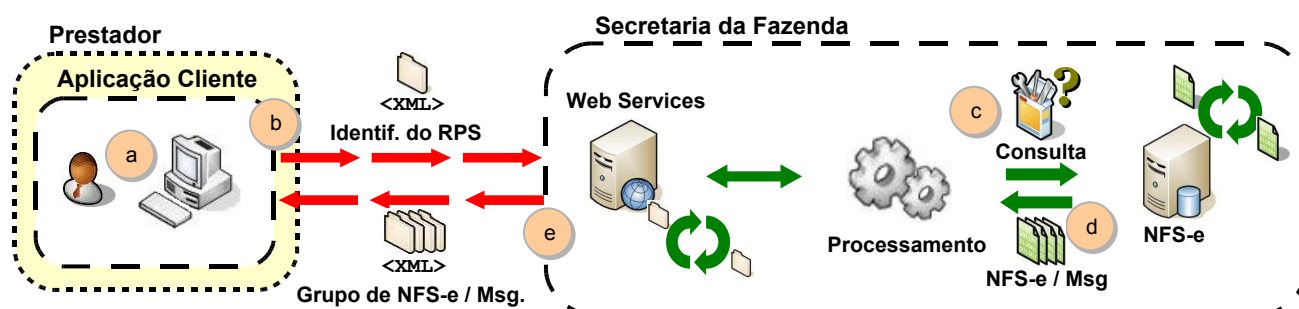 Secretaria da Fazenda
Prestador
Aplicação Cliente
<XML>
Identif. do RPS
Web Services
a
b
c
Consulta
d
e
Processamento
NFS-e
NFS-e / Msg
<XML>
Grupo de NFS-e / Msg.